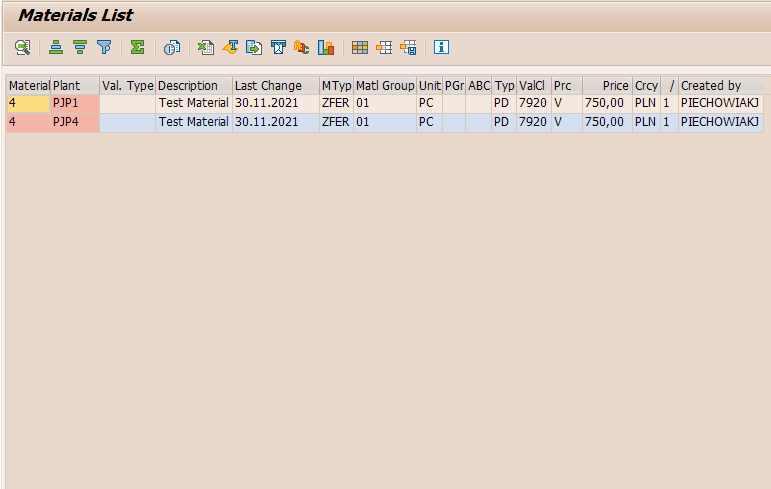 Materials List
Material Plant Val. Type Description Last Change MTyp Matl Group Unit PGr ABC Typ ValCl Prc Price Crcy / Created by
4 PJP1 Test Material 30.11.2021 ZFER 01 PC PD 7920 V 750,00 PLN 1 PIECHOWIAKJ
4 PJP4 Test Material 30.11.2021 ZFER 01 PC PD 7920 V 750,00 PLN 1 PIECHOWIAKJ